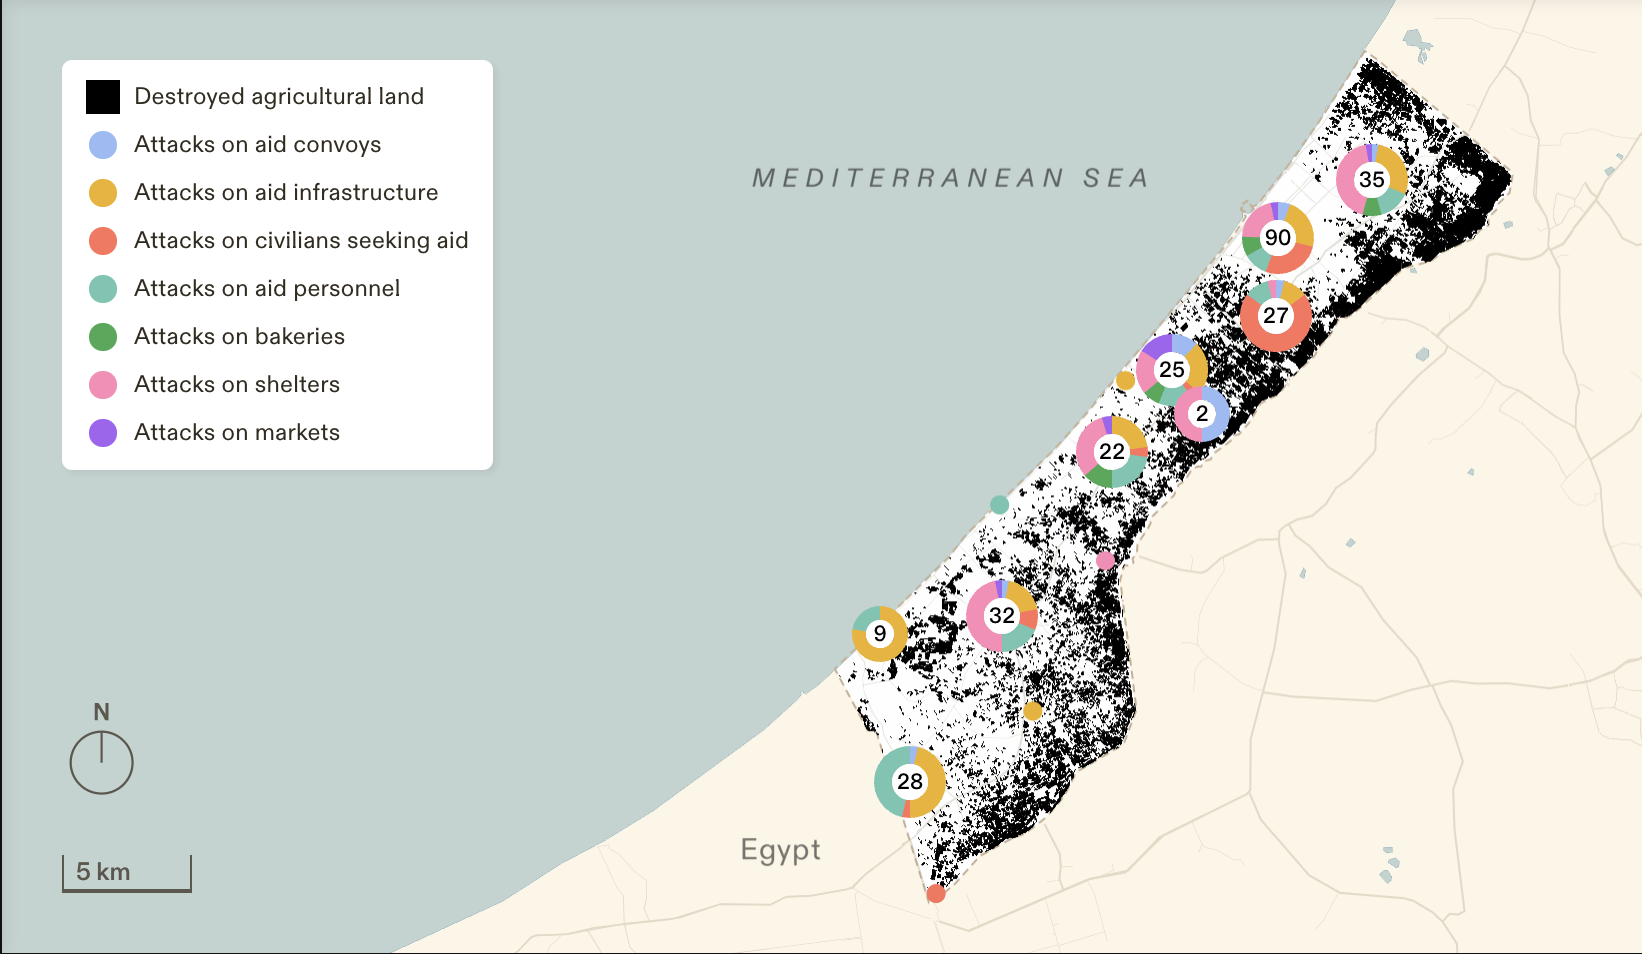 Destroyed agricultural land
Attacks on aid convoys
Attacks on aid infrastructure
Attacks on civilians seeking aid
Attacks on aid personnel
Attacks on bakeries
Attacks on shelters
Attacks on markets
MEDITERRANEAN SEA
35
90
27
25
2
22
32
9
28
Egypt
N
5 km